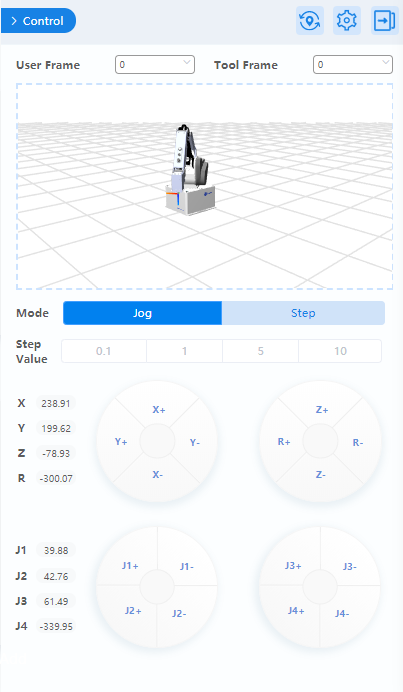 Control
User Frame 0 Tool Frame 0
Mode Jog Step
Step Value 0.1 1 5 10
X 238.91
Y 199.62
Z -78.93
R -300.07
X+
Y+ Y-
X-
Z+
R+ R-
Z-
J1 39.88
J2 42.76
J3 61.49
J4 -339.95
J1+ J1-
J2+ J2-
J3+ J3-
J4+ J4-